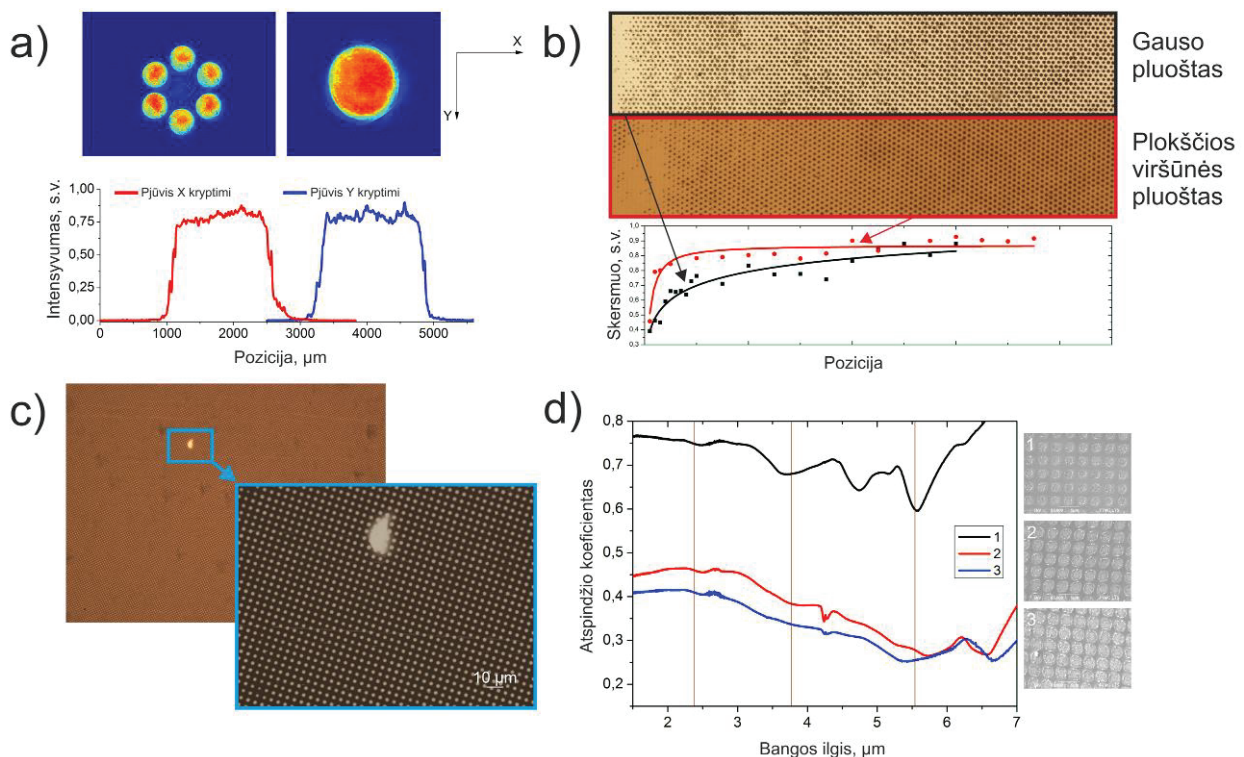 a)
X
Y
Pjūvis X kryptimi
Pjūvis Y kryptimi
Intensyvumas, s.v.
1,00
0,75
0,50
0,25
0,00
0
1000
2000
3000
4000
5000
Pozicija, µm
b)
Gauso
pluoštas
Plokščios
viršūnės
pluoštas
Skersmuo, s.v.
1,0
0,9
0,8
0,7
0,6
0,5
0,4
0,3
Pozicija
c)
10 µm
d)
Atspindžio koeficientas
0,8
0,7
0,5
0,4
0,3
0,2
1
2
3
2
3
4
5
6
7
Bangos ilgis, µm
1
2
3